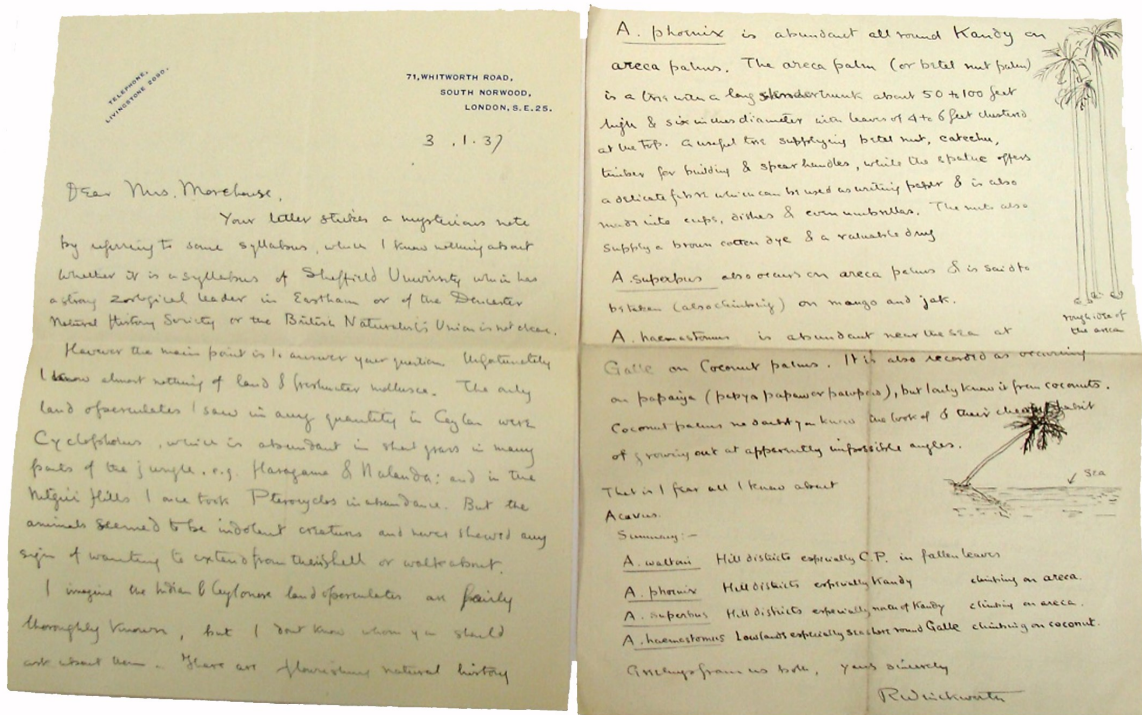 TELEPHONE,
LIVINGSTONE 2090.
71, WHITWORTH ROAD,
SOUTH NORWOOD,
LONDON, S.E. 25.
3.1.37
Dear Mrs. Morehouse,
Your letter strikes a mysterious note
by referring to some syllabus, which I know nothing about
whether it is a syllabus of Sheffield University which has
a strong zoological leader in Eastham or of the
Natural History Society or the British Naturalists Union is not clear.
However the main point is to answer your question. Unfortunately
I know almost nothing of land & freshwater mollusca. The only
land operculates I saw in any quantity in Ceylon were
Cyclophorus, which is abundant in short grass in many
parts of the jungle, e.g. Haragama & Nalanda: and in the
Nilgiri Hills I once took Pterocyclos in abundance. But the
animals seemed to be indolent creatures and never shewed any
sign of wanting to extend from their shell or walk about.
I imagine the Indian & Ceylonese land operculates are fairly
thoroughly known, but I dont know whom you should
ask about them. There are flourishing natural history
A. phoenix is abundant all round Kandy on
areca palms. The areca palm (or betel nut palm)
is a tree with a long slender trunk about 50 to 100 feet
high & six inches diameter with leaves of 4 to 6 feet clustered
at the top. A useful tree supplying betel nut, catechu,
timber for building & spear handles, while the spathe offers
a delicate fibre which can be used as writing paper & is also
made into cups, dishes & even umbrellas. The nuts also
supply a brown cotton dye & a valuable drug
A. superbus also occurs on areca palms & is said to
be taken (also climbing) on mango and jak.
rough idea of
the areca
A. haemastomus is abundant near the sea at
Galle on Coconut palms. It is also recorded as occurring
on papaiya (papya papaw or pawpaw), but I only know it from coconuts.
Coconut palms no doubt you know the look of & their habit
of growing out at apparently impossible angles.
sea
That is I fear all I know about
Acavus.
Summary:-
A. waltoni Hill districts especially C.P. in fallen leaves
A. phoenix Hill districts especially Kandy climbing on areca.
A. superbus Hill districts especially north of Kandy climbing on areca.
A. haemastomus Lowlands especially sea shore round Galle climbing on coconut.
Greetings from us both, yours sincerely
R Winckworth